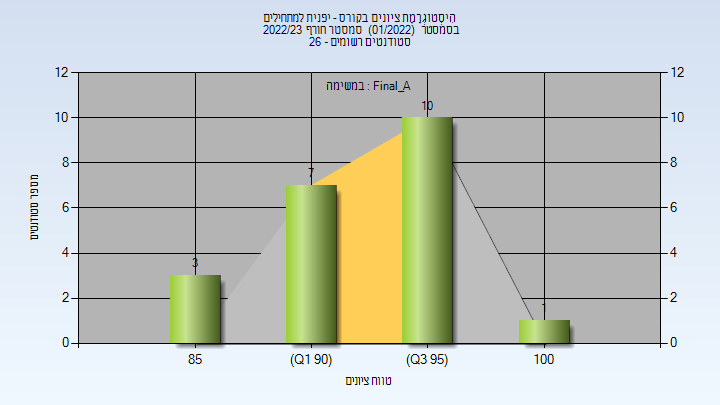 היסטוגרמת ציונים בקורס - יפנית למתחילים
בסמסטר (01/2022) סמסטר חורף 2022/23
סטודנטים רשומים - 26
במשימה : Final_A
12 12
10 10 10
8 8
7
6 6
4 4
3
2 2
1
0 0
85 (Q1 90) (Q3 95) 100
מספר סטודנטים
טווח ציונים